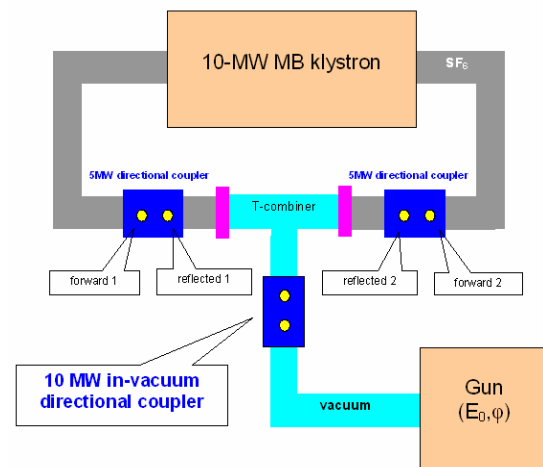 10-MW MB klystron
SF6
5MW directional coupler
5MW directional coupler
T-combiner
forward 1
reflected 1
reflected 2
forward 2
10 MW in-vacuum
directional coupler
vacuum
Gun
(E0,φ)